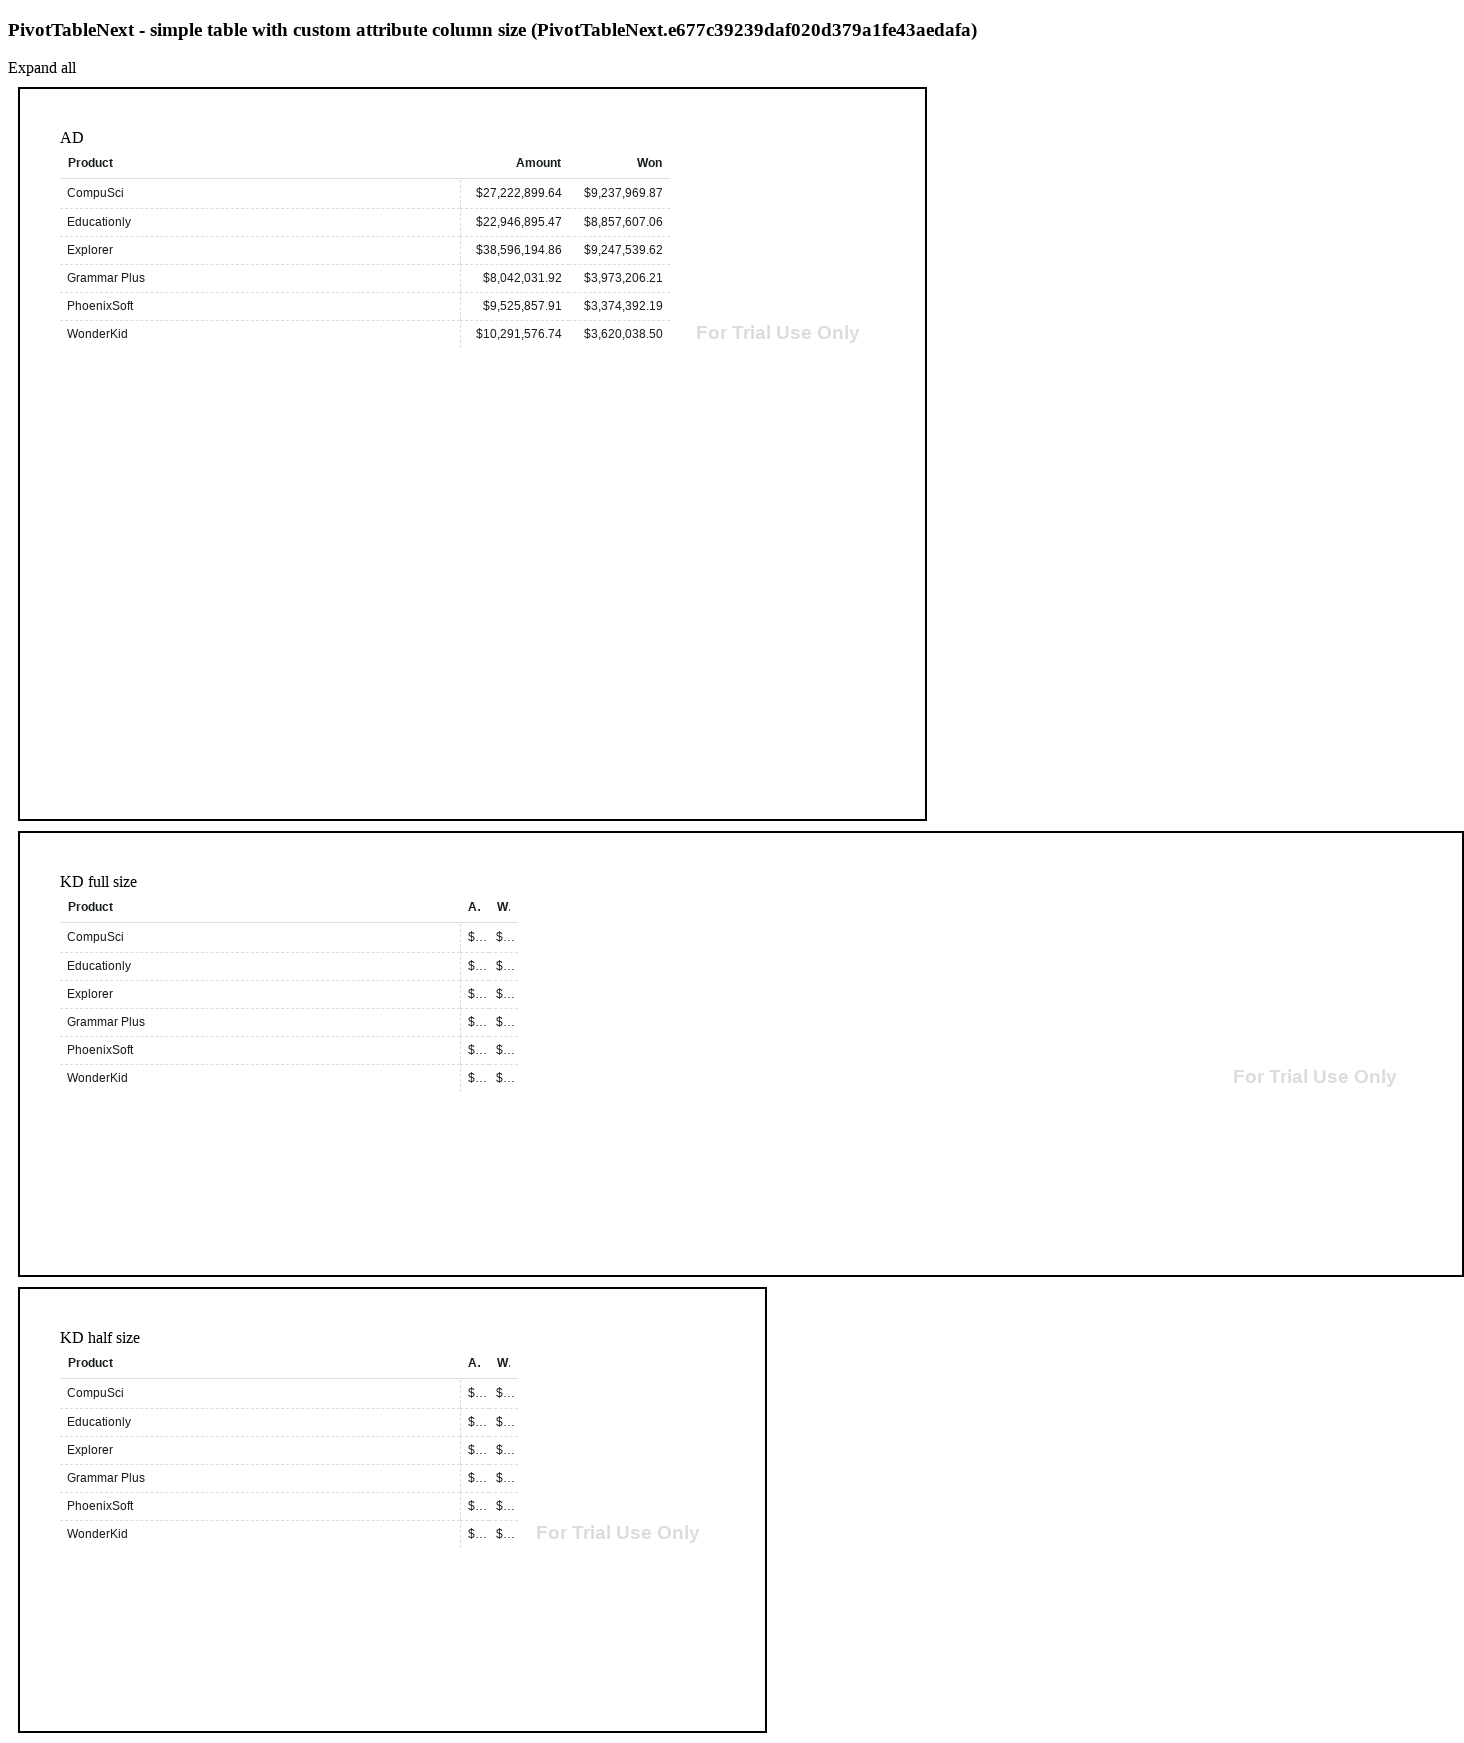 PivotTableNext - simple table with custom attribute column size (PivotTableNext.e677c39239daf020d379a1fe43aedafa)
Expand all
AD
Product Amount Won
CompuSci $27,222,899.64 $9,237,969.87
Educationly $22,946,895.47 $8,857,607.06
Explorer $38,596,194.86 $9,247,539.62
Grammar Plus $8,042,031.92 $3,973,206.21
PhoenixSoft $9,525,857.91 $3,374,392.19
WonderKid $10,291,576.74 $3,620,038.50
For Trial Use Only
KD full size
Product A. W.
CompuSci $... $...
Educationly $... $...
Explorer $... $...
Grammar Plus $... $...
PhoenixSoft $... $...
WonderKid $... $...
For Trial Use Only
KD half size
Product A. W.
CompuSci $... $...
Educationly $... $...
Explorer $... $...
Grammar Plus $... $...
PhoenixSoft $... $...
WonderKid $... $...
For Trial Use Only